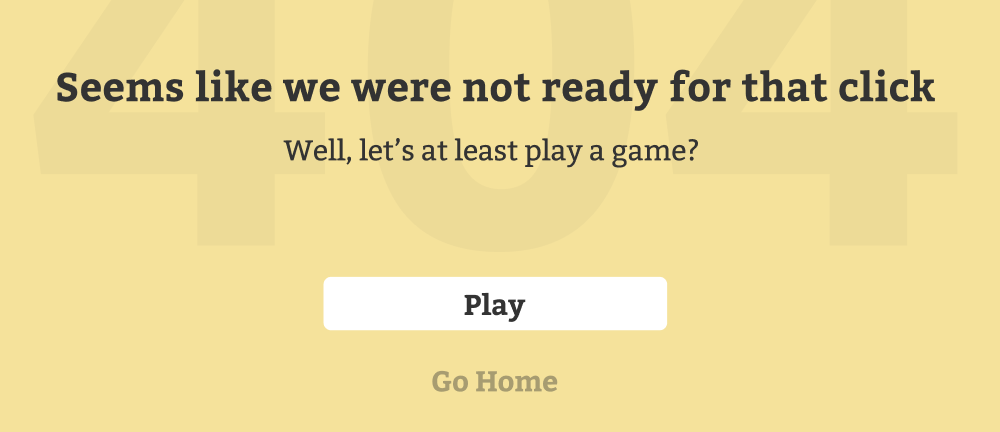 404
Seems like we were not ready for that click
Well, let’s at least play a game?
Play
Go Home